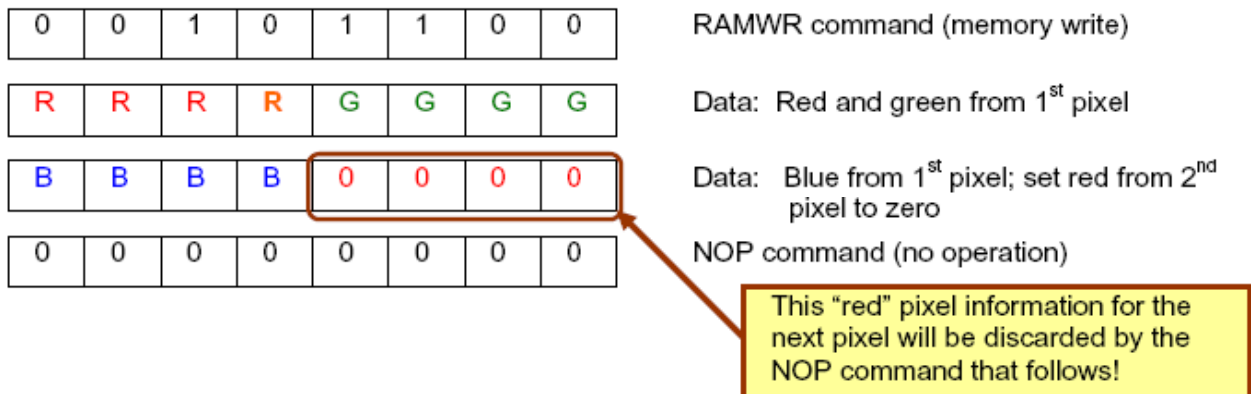 0 0 1 0 1 1 0 0 RAMWR command (memory write)
R R R R G G G G Data: Red and green from 1st pixel
B B B B 0 0 0 0 Data: Blue from 1st pixel; set red from 2nd
pixel to zero
0 0 0 0 0 0 0 0 NOP command (no operation)
This “red” pixel information for the
next pixel will be discarded by the
NOP command that follows!